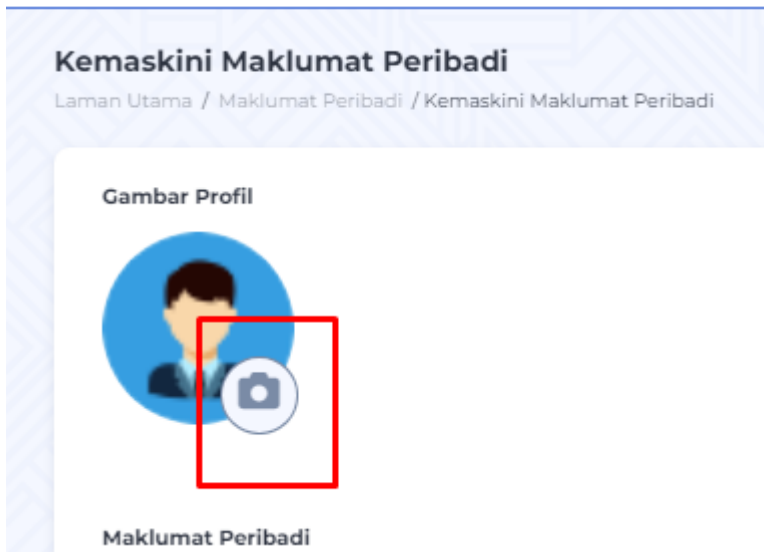 Kemaskini Maklumat Peribadi
Laman Utama / Maklumat Peribadi / Kemaskini Maklumat Peribadi
Gambar Profil
Maklumat Peribadi